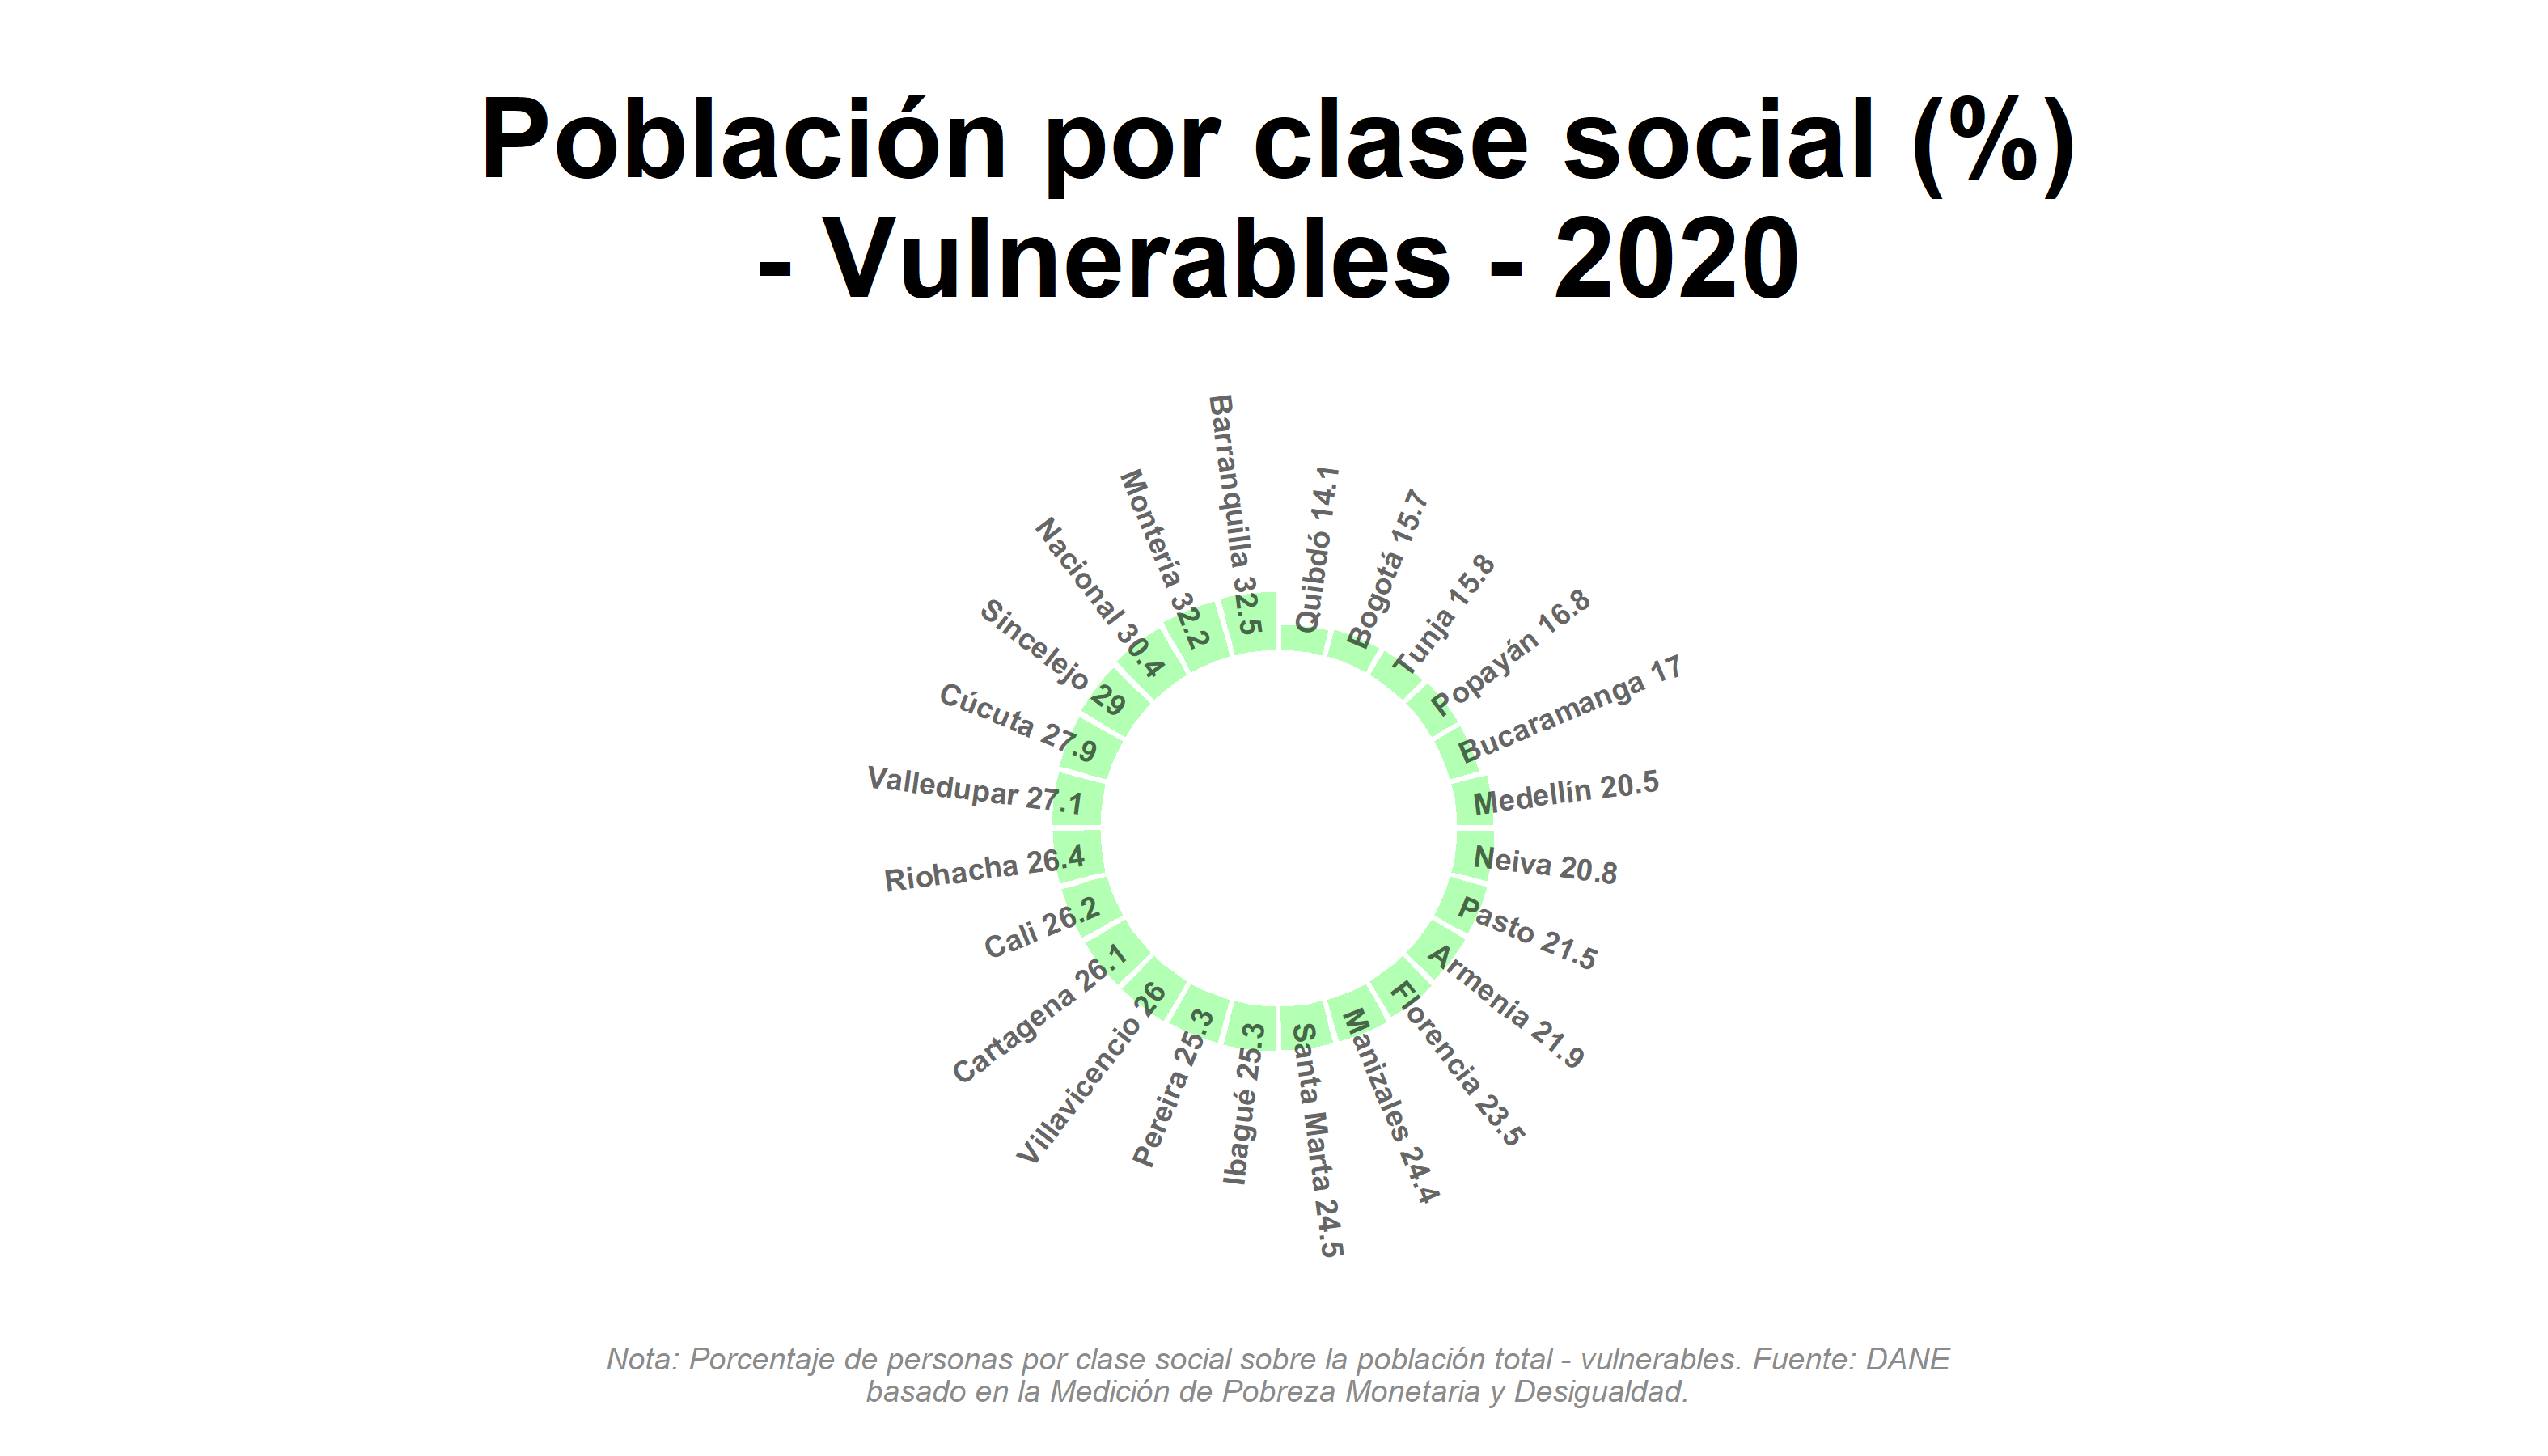 Población por clase social (%)
- Vulnerables - 2020
Quibdó 14.1
Bogotá 15.7
Tunja 15.8
Popayán 16.8
Bucaramanga 17
Medellín 20.5
Neiva 20.8
Pasto 21.5
Armenia 21.9
Florencia 23.5
Manizales 24.4
Santa Marta 24.5
Ibagué 25.3
Pereira 25.3
Villavicencio 26
Cartagena 26.1
Cali 26.2
Riohacha 26.4
Valledupar 27.1
Cúcuta 27.9
Sincelejo 29
Nacional 30.4
Montería 32.2
Barranquilla 32.5
Nota: Porcentaje de personas por clase social sobre la población total - vulnerables. Fuente: DANE
basado en la Medición de Pobreza Monetaria y Desigualdad.